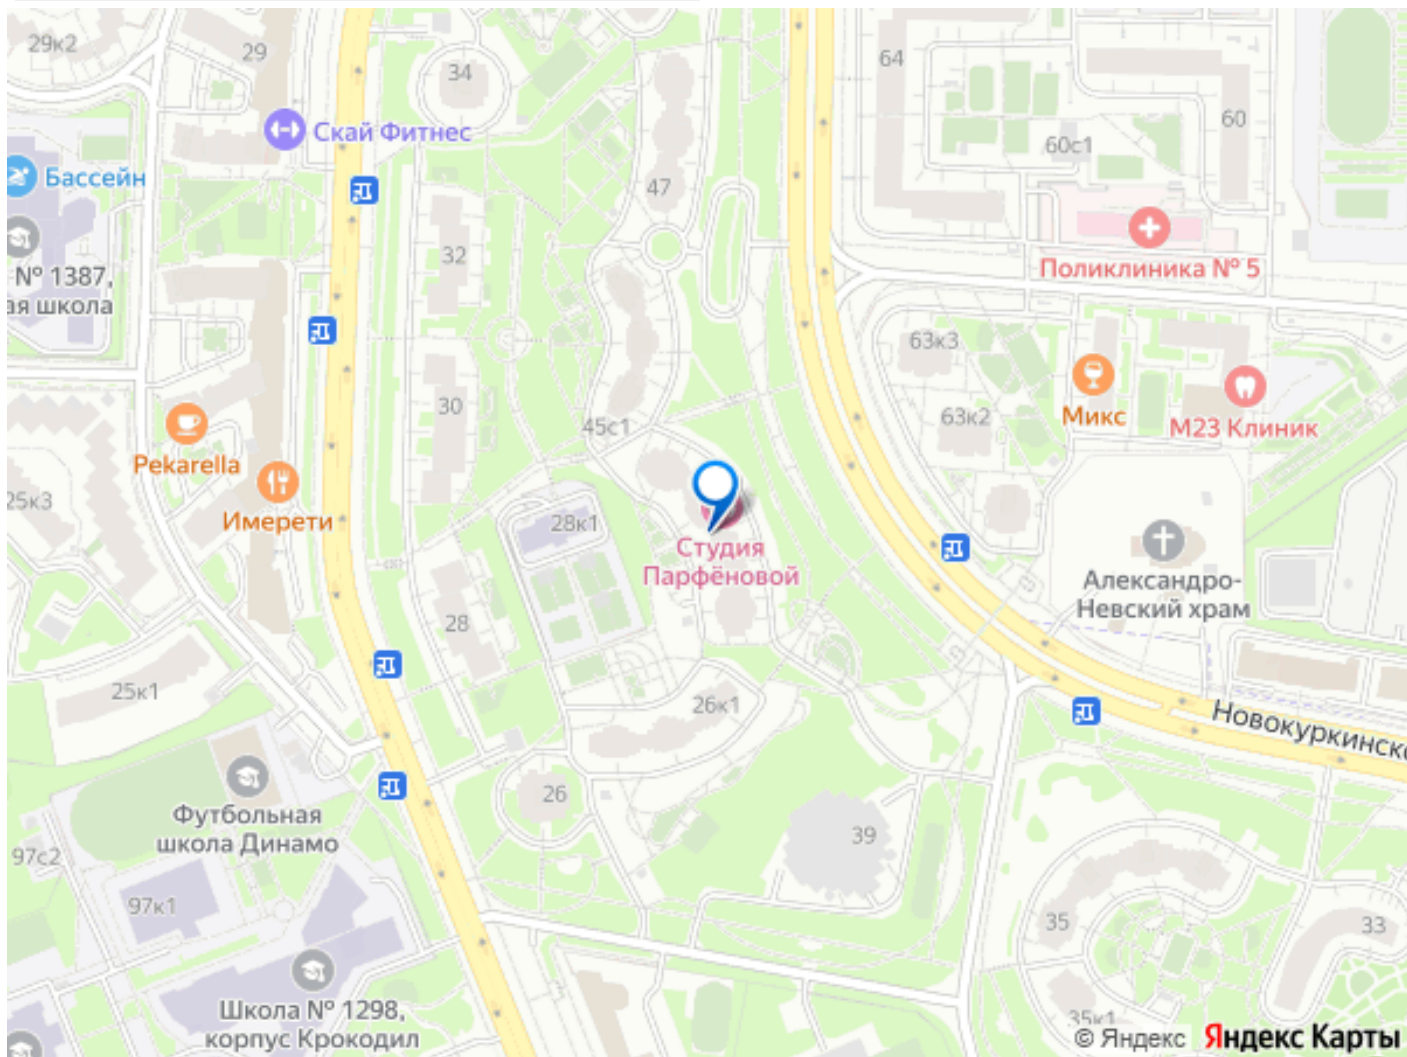 29к2
29
34
64
Скай Фитнес
60
60с1
Бассейн
47
32
№ 1387,
ая школа
Поликлиника № 5
63к3
30
45с1
63к2
Микс
М23 Клиник
Pekarella
25к3
Имерети
28к1
Студия
Парфёновой
Александро-
Невский храм
28
25к1
26к1
Новокуркинско
26
Футбольная
школа Динамо
39
97с2
97к1
35
33
Школа № 1298,
корпус Крокодил
35к1
© Яндекс Яндекс Карты